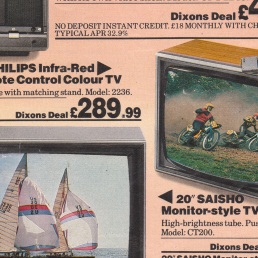 Dixons Deal £
NO DEPOSIT INSTANT CREDIT. £18 MONTHLY WITH CH
TYPICAL APR 32.9%
HILIPS Infra-Red ▶
ote Control Colour TV
e with matching stand. Model: 2236.
Dixons Deal £289.99
◀ 20" SAISHO
Monitor-style TV
High-brightness tube. Pus
Model: CT200.
Dixons Dea